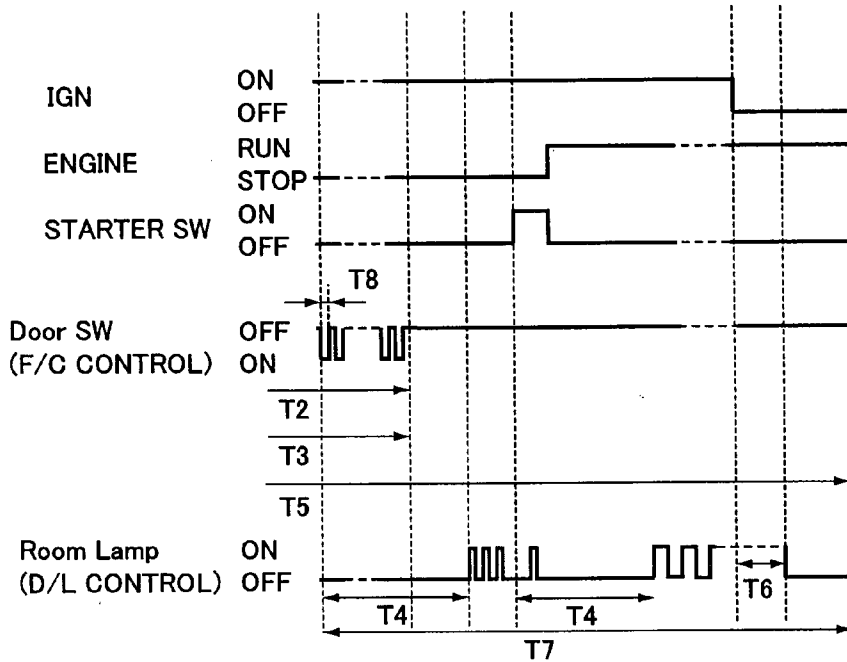 IGN
ON
OFF
ENGINE
RUN
STOP
STARTER SW
ON
OFF
T8
Door SW
(F/C CONTROL)
OFF
ON
T2
T3
T5
Room Lamp
(D/L CONTROL)
ON
OFF
T4
T4
T6
T7